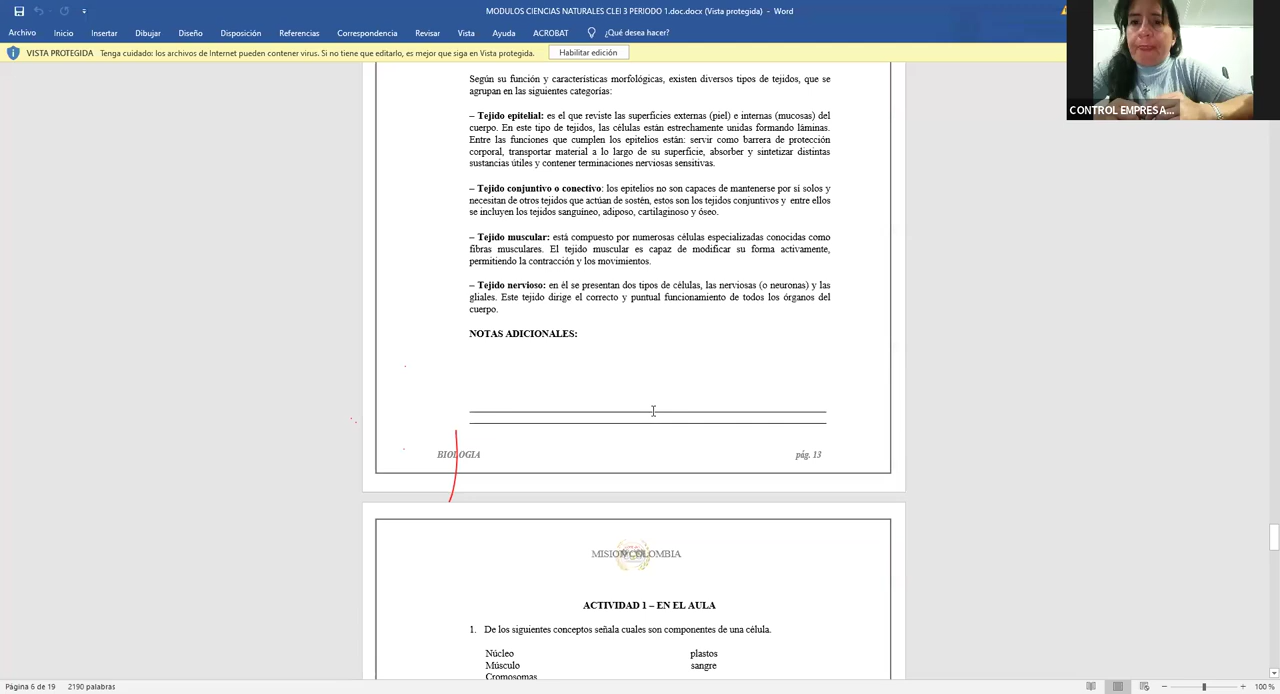 MODULOS CIENCIAS NATURALES CLEI 3 PERIODO 1.doc.docx (Vista protegida) - Word
Archivo Inicio Insertar Dibujar Diseño Disposición Referencias Correspondencia Revisar Vista Ayuda ACROBAT ¿Qué desea hacer?
VISTA PROTEGIDA Tenga cuidado: los archivos de Internet pueden contener virus. Si no tiene que editarlo, es mejor que siga en Vista protegida. Habilitar edición
CONTROL EMPRESA...
Según su función y características morfológicas, existen diversos tipos de tejidos, que se
agrupan en las siguientes categorías:
– Tejido epitelial: es el que reviste las superficies externas (piel) e internas (mucosas) del
cuerpo. En este tipo de tejidos, las células están estrechamente unidas formando láminas.
Entre las funciones que cumplen los epitelios están: servir como barrera de protección
corporal, transportar material a lo largo de su superficie, absorber y sintetizar distintas
sustancias útiles y contener terminaciones nerviosas sensitivas.
– Tejido conjuntivo o conectivo: los epitelios no son capaces de mantenerse por sí solos y
necesitan de otros tejidos que actúan de sostén, estos son los tejidos conjuntivos y entre ellos
se incluyen los tejidos sanguíneo, adiposo, cartilaginoso y óseo.
– Tejido muscular: está compuesto por numerosas células especializadas conocidas como
fibras musculares. El tejido muscular es capaz de modificar su forma activamente,
permitiendo la contracción y los movimientos.
– Tejido nervioso: en él se presentan dos tipos de células, las nerviosas (o neuronas) y las
gliales. Este tejido dirige el correcto y puntual funcionamiento de todos los órganos del
cuerpo.
NOTAS ADICIONALES:
BIOLOGIA pág. 13
MISION COLOMBIA
ACTIVIDAD 1 – EN EL AULA
1. De los siguientes conceptos señala cuales son componentes de una célula.
Núcleo plastos
Músculo sangre
Cromosomas
Página 6 de 19 2190 palabras 100 %